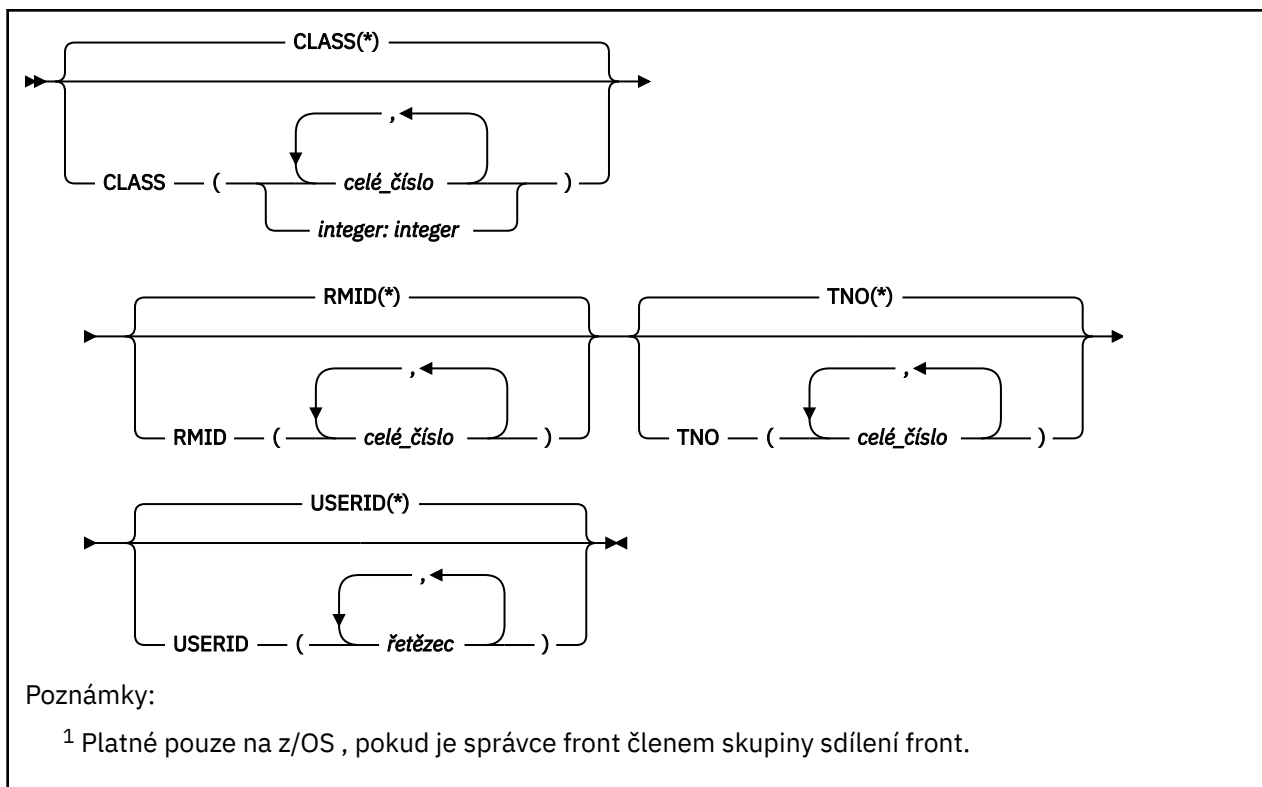 CLASS(*)
,
CLASS ( celé_číslo )
integer: integer
RMID(*) TNO(*)
, ,
RMID ( celé_číslo ) TNO ( celé_číslo )
USERID(*)
,
USERID ( řetězec )
Poznámky:
1 Platné pouze na z/OS , pokud je správce front členem skupiny sdílení front.